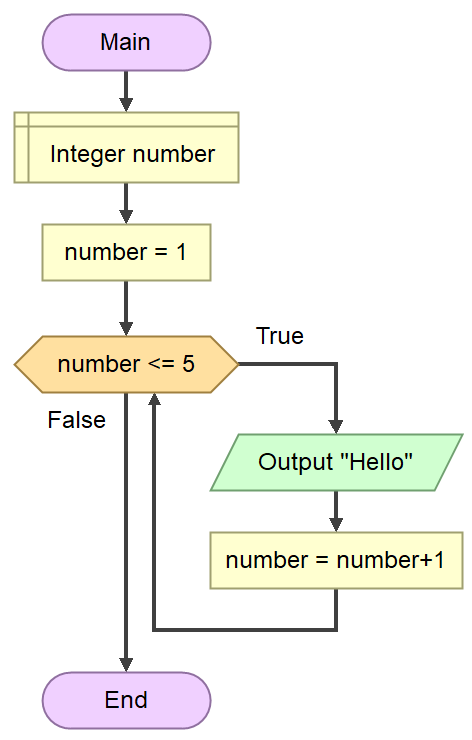 Main
Integer number
number = 1
number <= 5
True
False
Output "Hello"
number = number+1
End